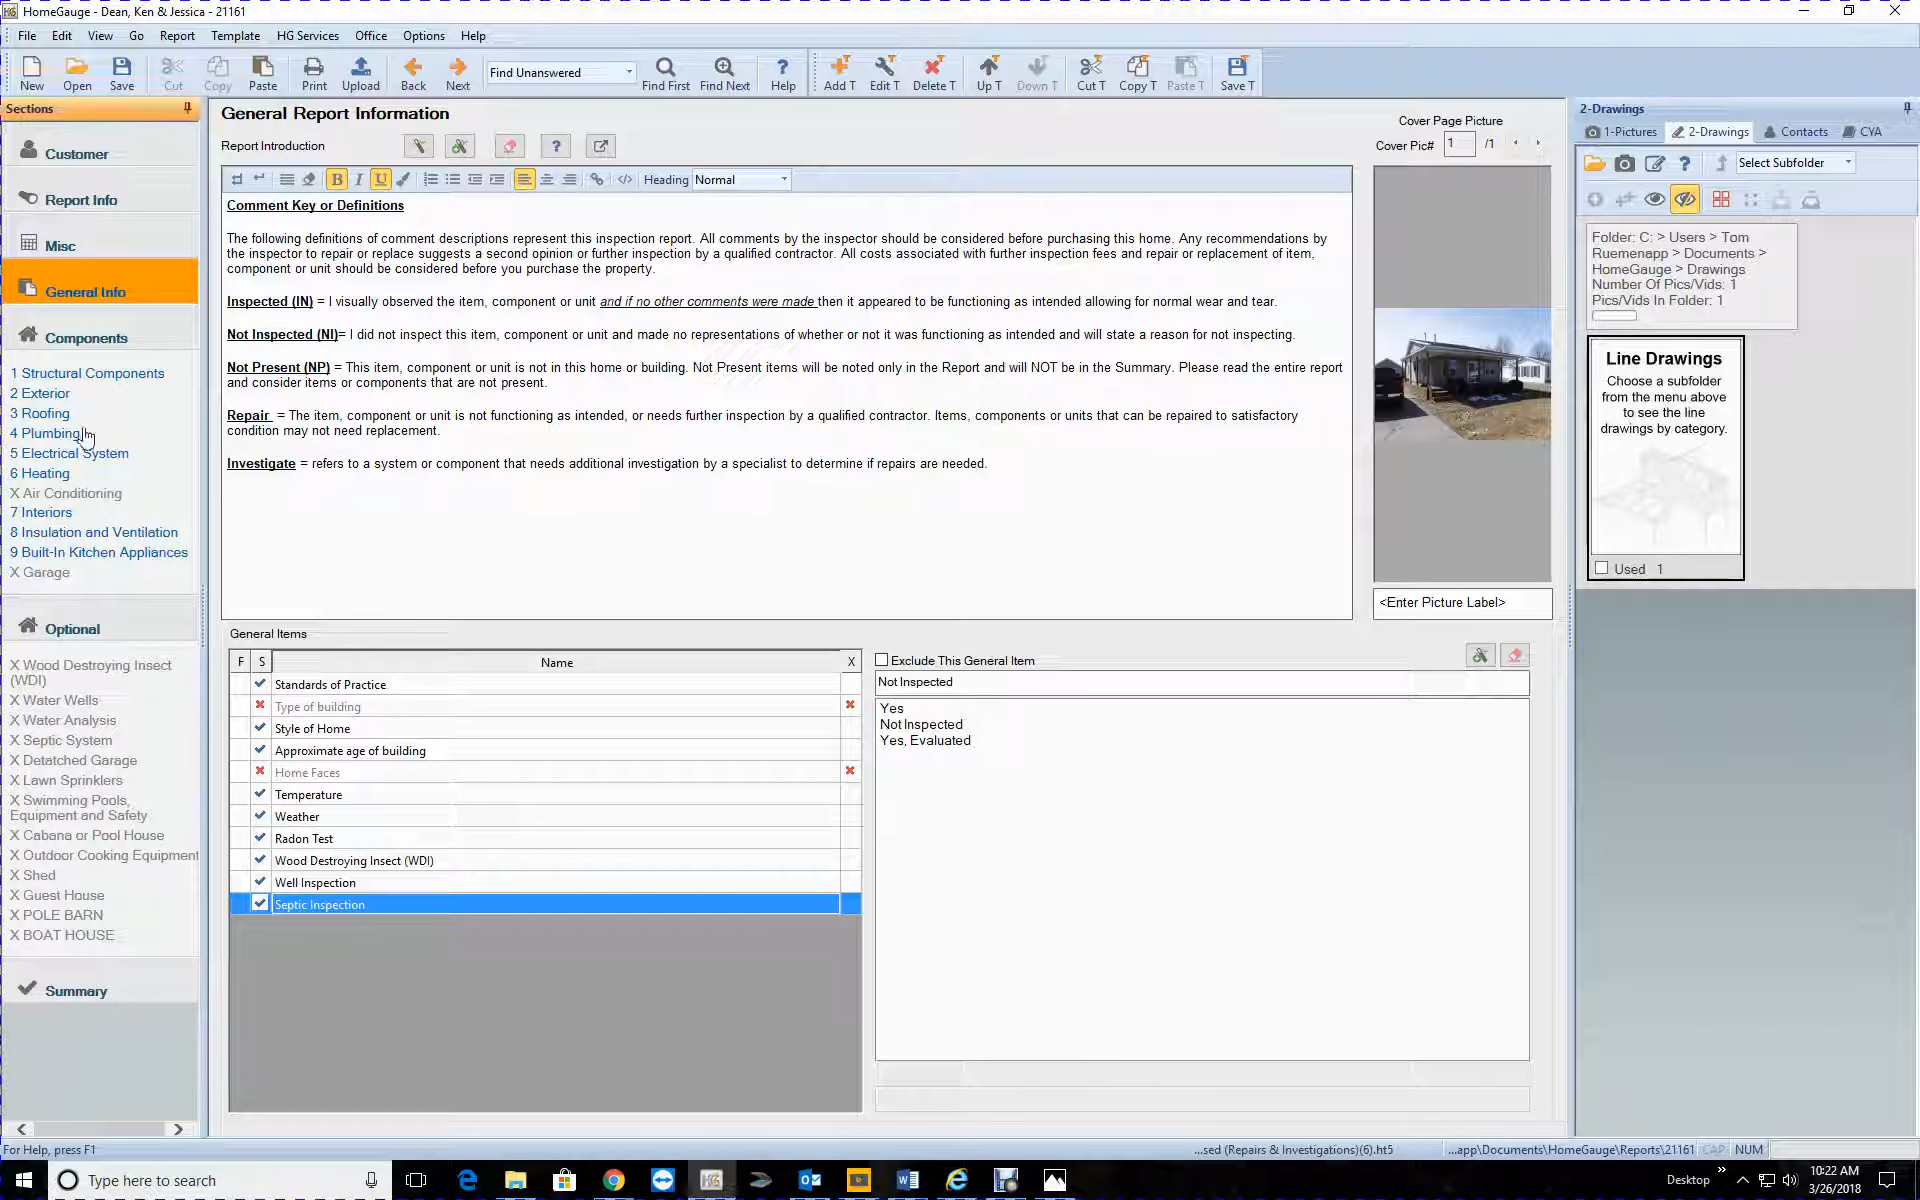 HomeGauge - Dean, Ken & Jessica - 21161
File Edit View Go Report Template HG Services Office Options Help
New Open Save Cut Copy Paste Print Upload Back Next Find Unanswered Find First Find Next Help Add T Edit T Delete T Up T Down T Cut T Copy T Paste T Save T
Sections
Customer
Report Info
Misc
General Info
Components
1 Structural Components
2 Exterior
3 Roofing
4 Plumbing
5 Electrical System
6 Heating
X Air Conditioning
7 Interiors
8 Insulation and Ventilation
9 Built-In Kitchen Appliances
X Garage
Optional
X Wood Destroying Insect
(WDI)
X Water Wells
X Water Analysis
X Septic System
X Detatched Garage
X Lawn Sprinklers
X Swimming Pools,
Equipment and Safety
X Cabana or Pool House
X Outdoor Cooking Equipment
X Shed
X Guest House
X POLE BARN
X BOAT HOUSE
Summary
General Report Information
Report Introduction
Heading Normal
Comment Key or Definitions
The following definitions of comment descriptions represent this inspection report. All comments by the inspector should be considered before purchasing this home. Any recommendations by
the inspector to repair or replace suggests a second opinion or further inspection by a qualified contractor. All costs associated with further inspection fees and repair or replacement of item,
component or unit should be considered before you purchase the property.
Inspected (IN) = I visually observed the item, component or unit and if no other comments were made then it appeared to be functioning as intended allowing for normal wear and tear.
Not Inspected (NI)= I did not inspect this item, component or unit and made no representations of whether or not it was functioning as intended and will state a reason for not inspecting.
Not Present (NP) = This item, component or unit is not in this home or building. Not Present items will be noted only in the Report and will NOT be in the Summary. Please read the entire report
and consider items or components that are not present.
Repair = The item, component or unit is not functioning as intended, or needs further inspection by a qualified contractor. Items, components or units that can be repaired to satisfactory
condition may not need replacement.
Investigate = refers to a system or component that needs additional investigation by a specialist to determine if repairs are needed.
Cover Page Picture
Cover Pic# 1 /1
<Enter Picture Label>
General Items
F S Name X
Standards of Practice
Type of building
Style of Home
Approximate age of building
Home Faces
Temperature
Weather
Radon Test
Wood Destroying Insect (WDI)
Well Inspection
Septic Inspection
Exclude This General Item
Not Inspected
Yes
Not Inspected
Yes, Evaluated
2-Drawings
1-Pictures 2-Drawings Contacts CYA
Select Subfolder
Folder: C: > Users > Tom
Ruemenapp > Documents >
HomeGauge > Drawings
Number Of Pics/Vids: 1
Pics/Vids In Folder: 1
Line Drawings
Choose a subfolder
from the menu above
to see the line
drawings by category.
Used 1
For Help, press F1
...sed (Repairs & Investigations)(6).ht5 ...app\Documents\HomeGauge\Reports\21161 CAP NUM
Type here to search
Desktop
10:22 AM
3/26/2018